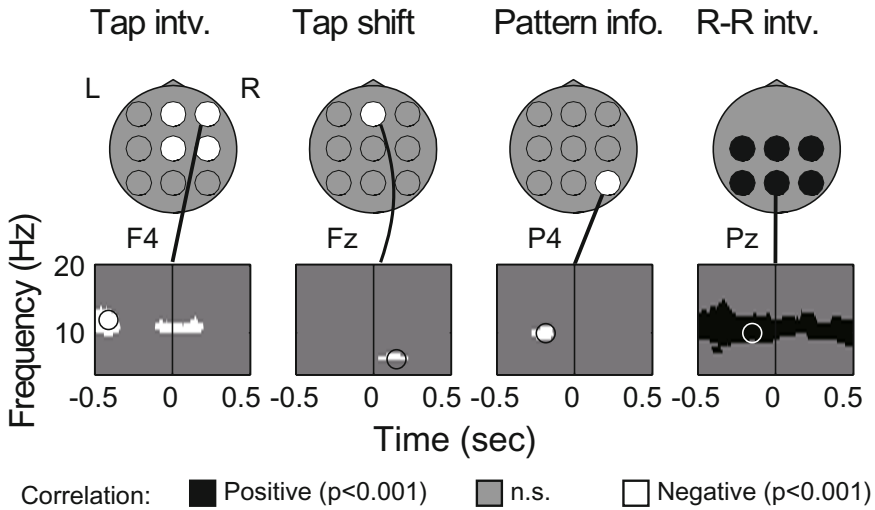 Tap intv. Tap shift Pattern info. R-R intv.
L R
F4 Fz P4 Pz
Frequency (Hz)
20
10
-0.5 0 0.5 -0.5 0 0.5 -0.5 0 0.5 -0.5 0 0.5
Time (sec)
Correlation: Positive (p<0.001) n.s. Negative (p<0.001)